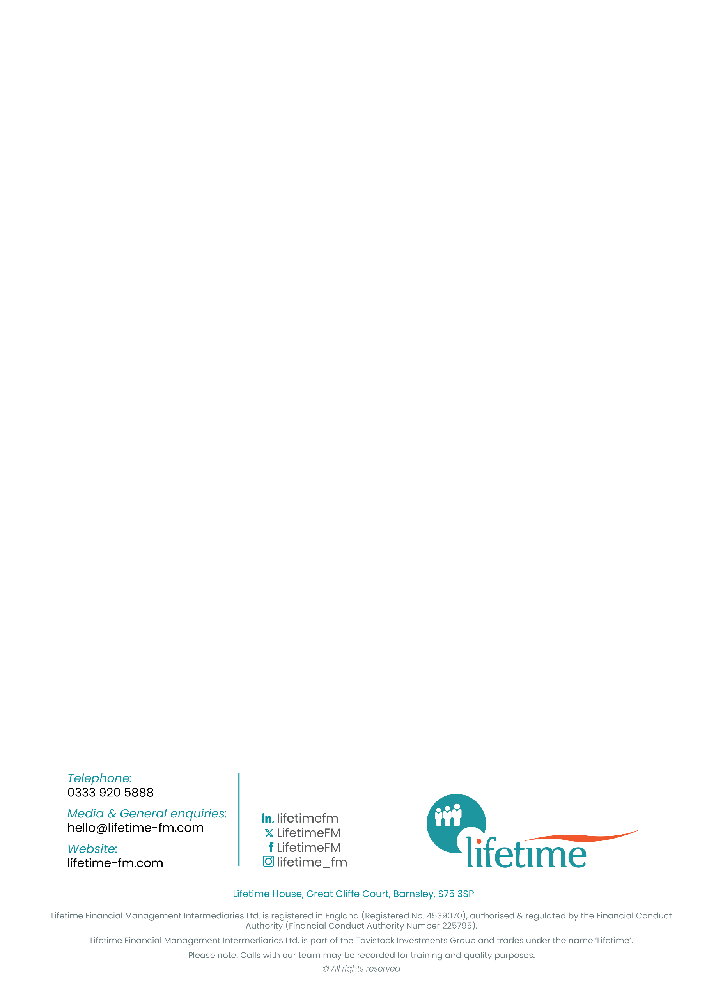 Telephone:
0333 920 5888
Media & General enquiries:
hello@lifetime-fm.com
Website:
lifetime-fm.com
in lifetimefm
X LifetimeFM
f LifetimeFM
lifetime_fm
lifetime
Lifetime House, Great Cliffe Court, Barnsley, S75 3SP
Lifetime Financial Management Intermediaries Ltd. is registered in England (Registered No. 4539070), authorised & regulated by the Financial Conduct
Authority (Financial Conduct Authority Number 225795).
Lifetime Financial Management Intermediaries Ltd. is part of the Tavistock Investments Group and trades under the name ‘Lifetime’.
Please note: Calls with our team may be recorded for training and quality purposes.
© All rights reserved